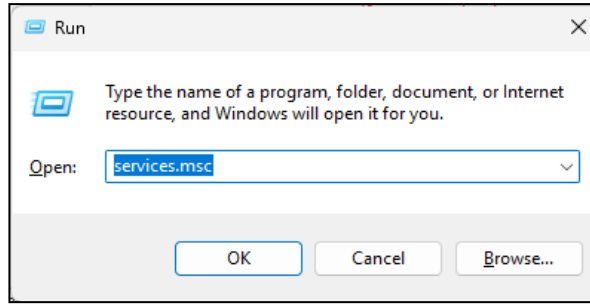 Run
Type the name of a program, folder, document, or Internet
resource, and Windows will open it for you.
Open: services.msc
OK Cancel Browse...